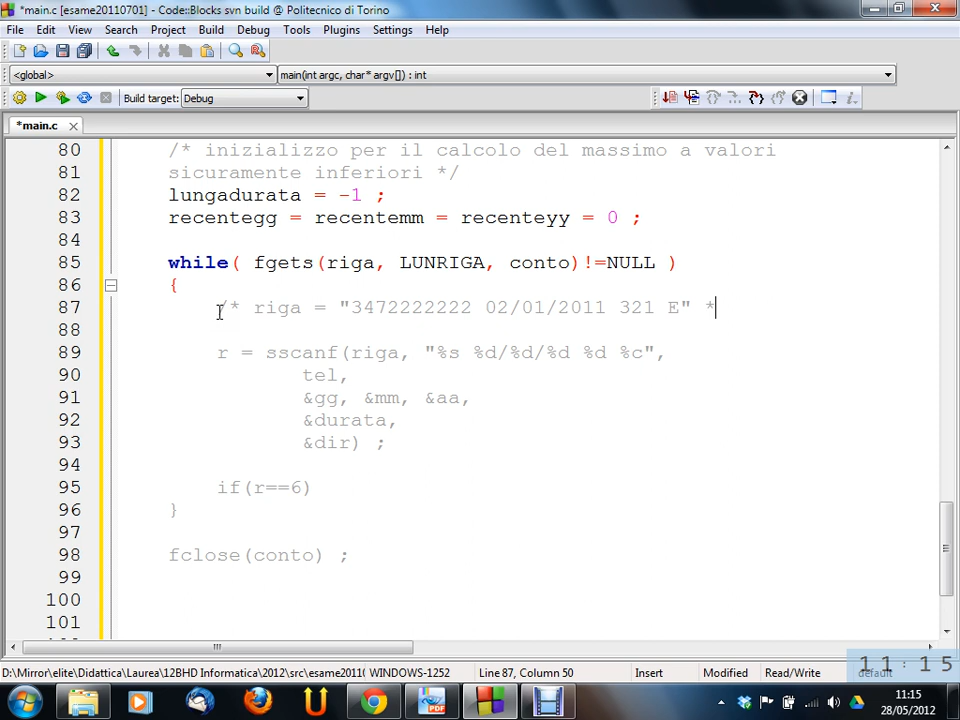 *main.c [esame20110701] - Code::Blocks svn build @ Politecnico di Torino
File Edit View Search Project Build Debug Tools Plugins Settings Help
<global> main(int argc, char* argv[]) : int
Build target: Debug
*main.c
80 /* inizializzo per il calcolo del massimo a valori
81 sicuramente inferiori */
82 lungadurata = -1 ;
83 recentegg = recentemm = recenteyy = 0 ;
84
85 while( fgets(riga, LUNRIGA, conto)!=NULL )
86 {
87 /* riga = "3472222222 02/01/2011 321 E" *
88
89 r = sscanf(riga, "%s %d/%d/%d %d %c",
90 tel,
91 &gg, &mm, &aa,
92 &durata,
93 &dir) ;
94
95 if(r==6)
96 }
97
98 fclose(conto) ;
99
100
101
D:\Mirror\elite\Didattica\Laurea\12BHD Informatica\2012\src\esame2011( WINDOWS-1252 Line 87, Column 50 Insert Modified Read/Write default
11:15
11:15
28/05/2012